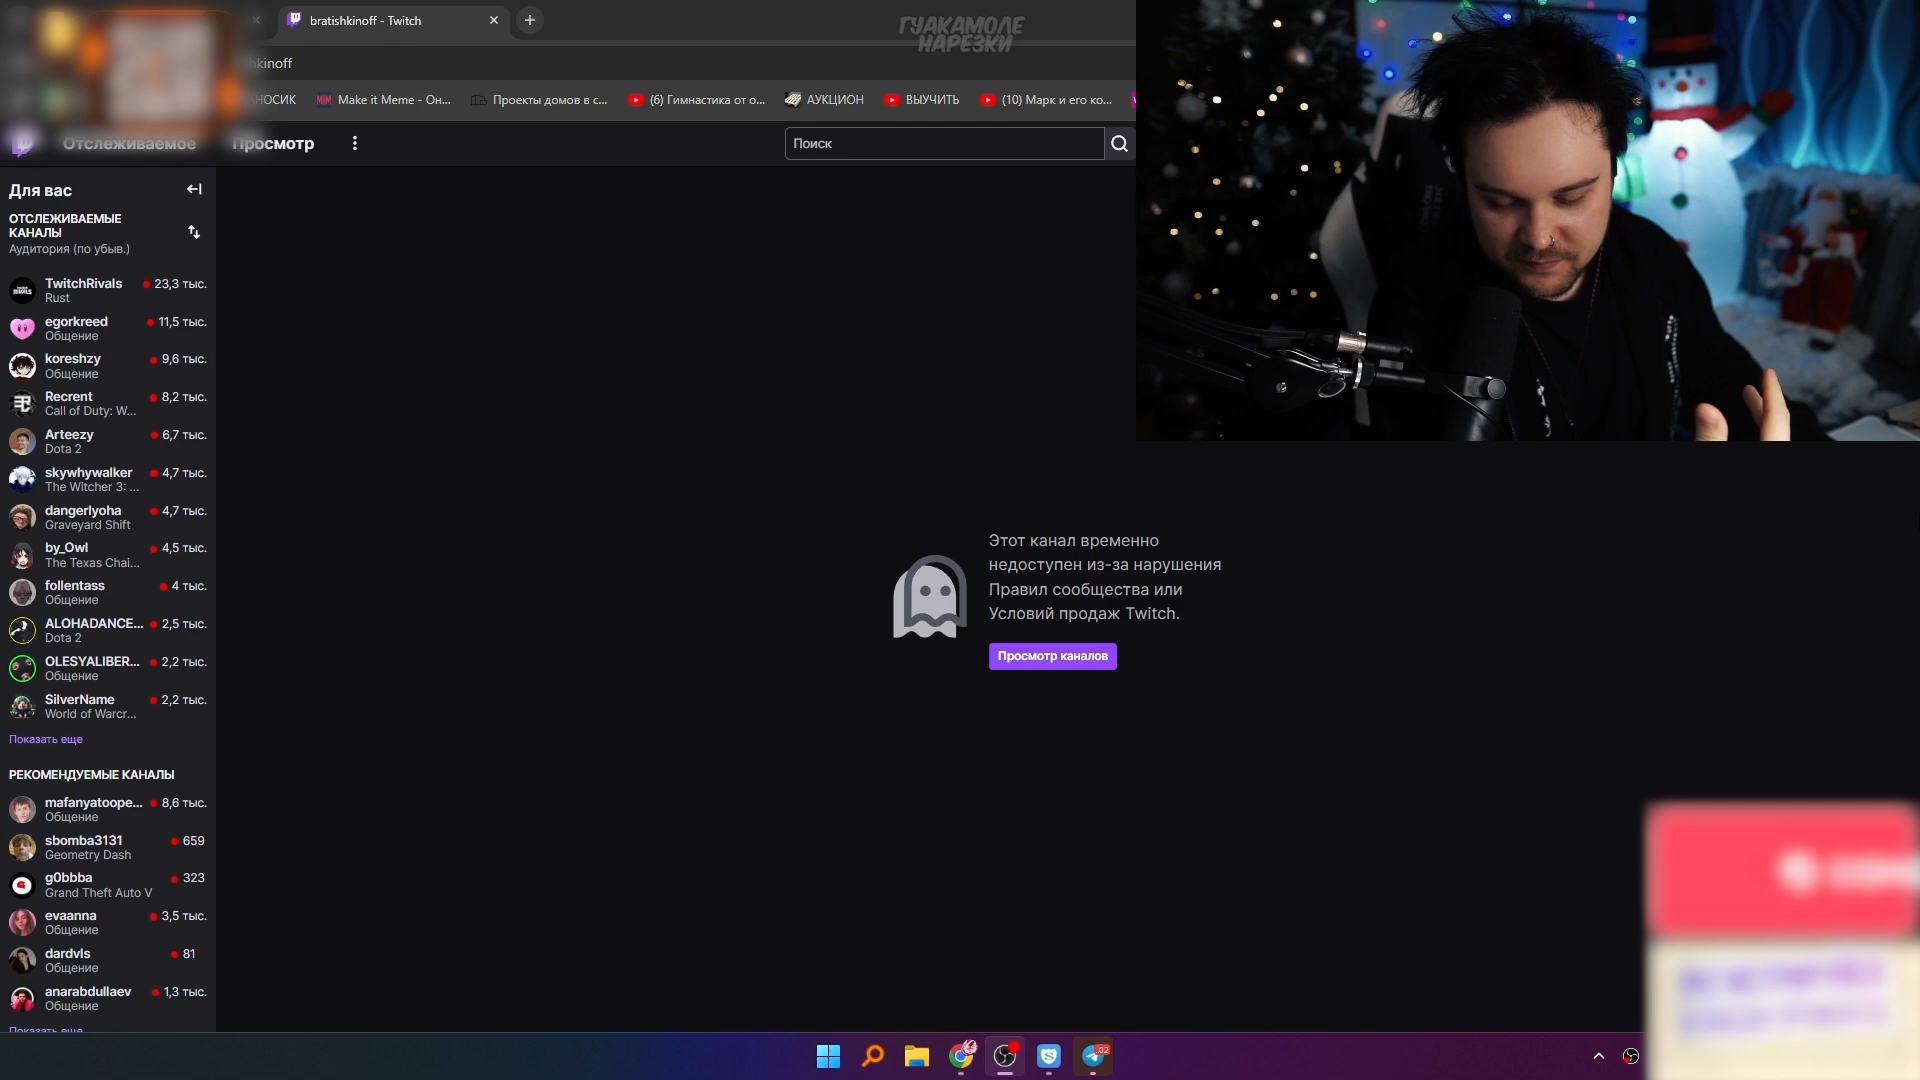 bratishkinoff - Twitch
ГУАКАМОЛЕ
НАРЕЗКИ
hkinoff
НОСИК
Make it Meme - Он...
Проекты домов в с...
(6) Гимнастика от о...
АУКЦИОН
ВЫУЧИТЬ
(10) Марк и его ко...
Отслеживаемое
Просмотр
Поиск
Для вас
ОТСЛЕЖИВАЕМЫЕ
КАНАЛЫ
Аудитория (по убыв.)
TwitchRivals 23,3 тыс.
Rust
egorkreed 11,5 тыс.
Общение
koreshzy 9,6 тыс.
Общение
Recrent 8,2 тыс.
Call of Duty: W...
Arteezy 6,7 тыс.
Dota 2
skywhywalker 4,7 тыс.
The Witcher 3: ...
dangerlyoha 4,7 тыс.
Graveyard Shift
by_Owl 4,5 тыс.
The Texas Chai...
follentass 4 тыс.
Общение
ALOHADANCE... 2,5 тыс.
Dota 2
OLESYALIBER... 2,2 тыс.
Общение
SilverName 2,2 тыс.
World of Warcr...
Показать еще
РЕКОМЕНДУЕМЫЕ КАНАЛЫ
mafanyatoope... 8,6 тыс.
Общение
sbomba3131 659
Geometry Dash
g0bbba 323
Grand Theft Auto V
evaanna 3,5 тыс.
Общение
dardvls 81
Общение
anarabdullaev 1,3 тыс.
Общение
Показать еще
Этот канал временно
недоступен из-за нарушения
Правил сообщества или
Условий продаж Twitch.
Просмотр каналов